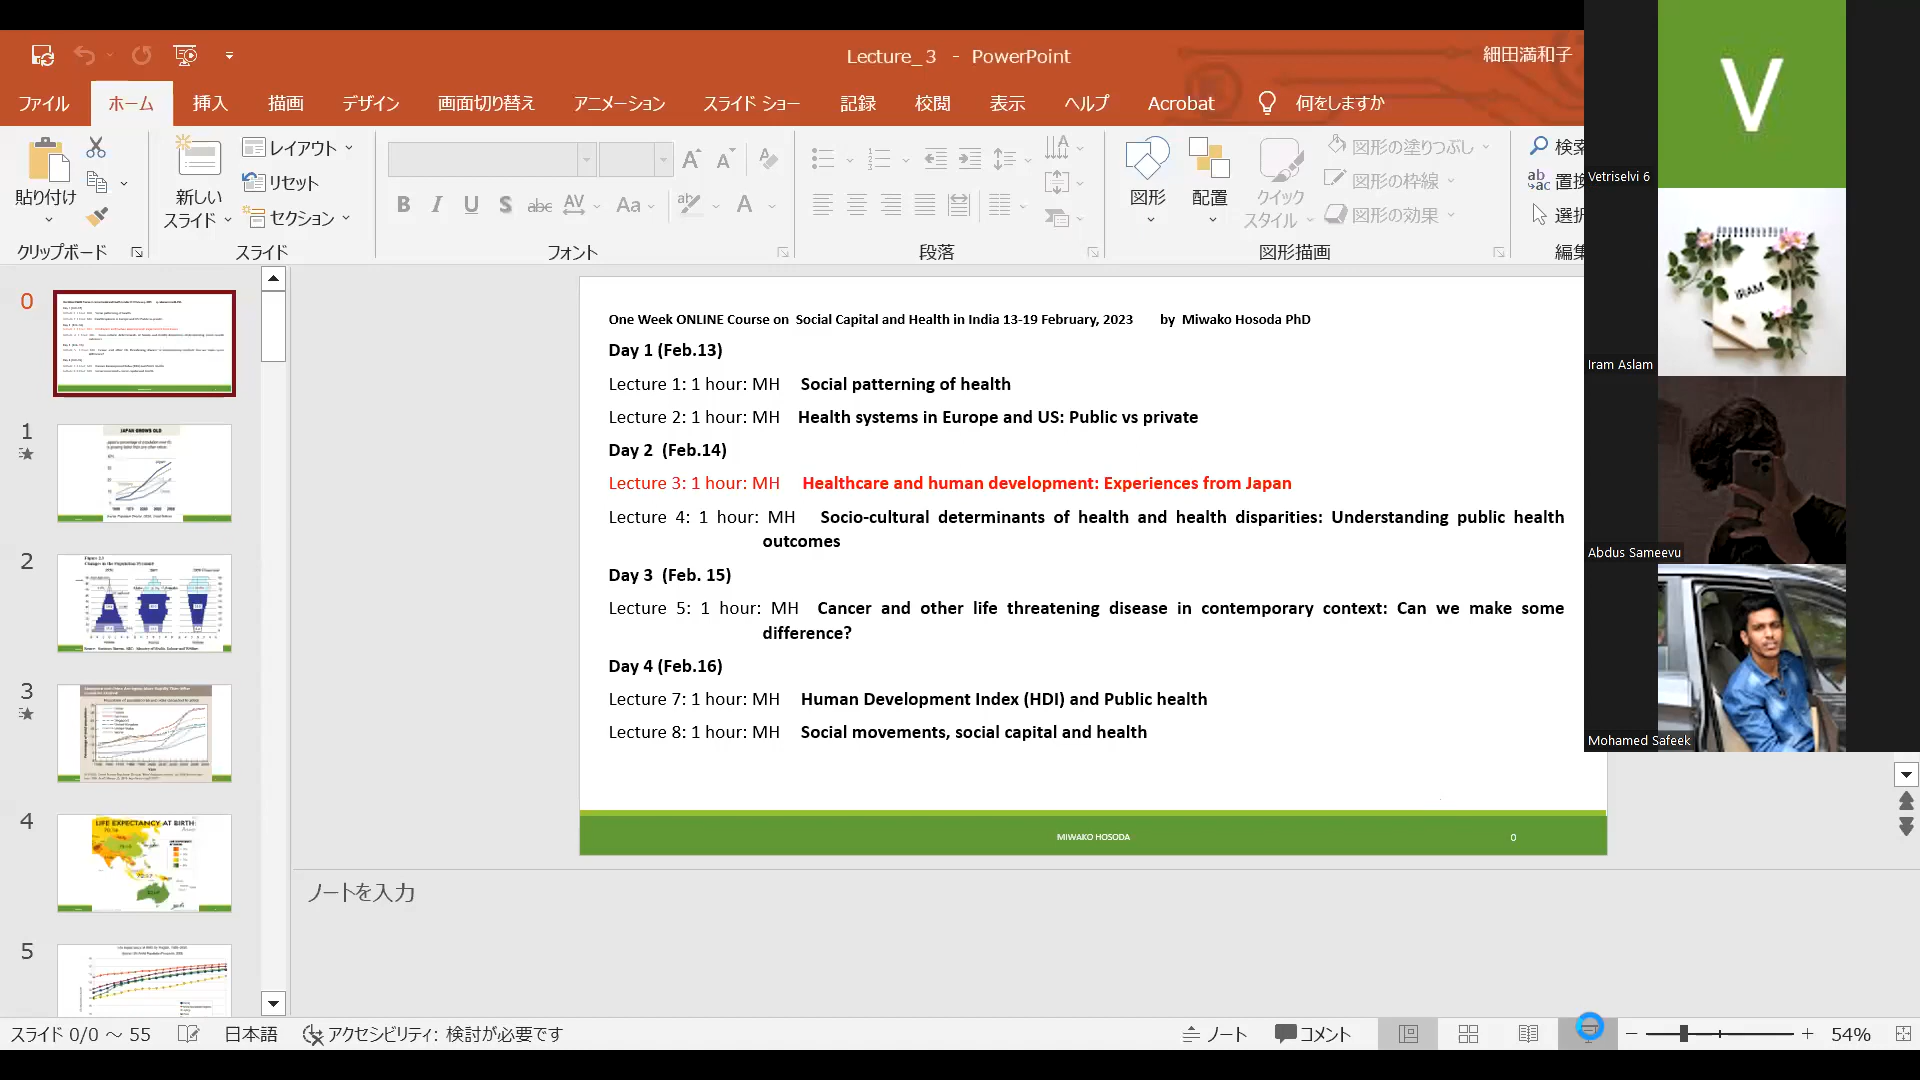 Lecture_ 3 - PowerPoint
細田満和子
ファイル
ホーム
挿入
描画
デザイン
画面切り替え
アニメーション
スライド ショー
記録
校閲
表示
ヘルプ
Acrobat
何をしますか
貼り付け
クリップボード
新しい
スライド
レイアウト
リセット
セクション
スライド
フォント
段落
図形
配置
クイック
スタイル
図形の塗りつぶし
図形の枠線
図形の効果
図形描画
検索
置換
選択
編集
V
Vetriselvi 6
IRAM
Iram Aslam
Abdus Sameevu
Mohamed Safeek
0
1
JAPAN GROWS OLD
2
3
4
LIFE EXPECTANCY AT BIRTH:
5
One Week ONLINE Course on Social Capital and Health in India 13-19 February, 2023 by Miwako Hosoda PhD
Day 1 (Feb.13)
Lecture 1: 1 hour: MH Social patterning of health
Lecture 2: 1 hour: MH Health systems in Europe and US: Public vs private
Day 2 (Feb.14)
Lecture 3: 1 hour: MH Healthcare and human development: Experiences from Japan
Lecture 4: 1 hour: MH Socio-cultural determinants of health and health disparities: Understanding public health
outcomes
Day 3 (Feb. 15)
Lecture 5: 1 hour: MH Cancer and other life threatening disease in contemporary context: Can we make some
difference?
Day 4 (Feb.16)
Lecture 7: 1 hour: MH Human Development Index (HDI) and Public health
Lecture 8: 1 hour: MH Social movements, social capital and health
MIWAKO HOSODA
0
ノートを入力
スライド 0/0 ～ 55
日本語
アクセシビリティ: 検討が必要です
ノート
コメント
54%